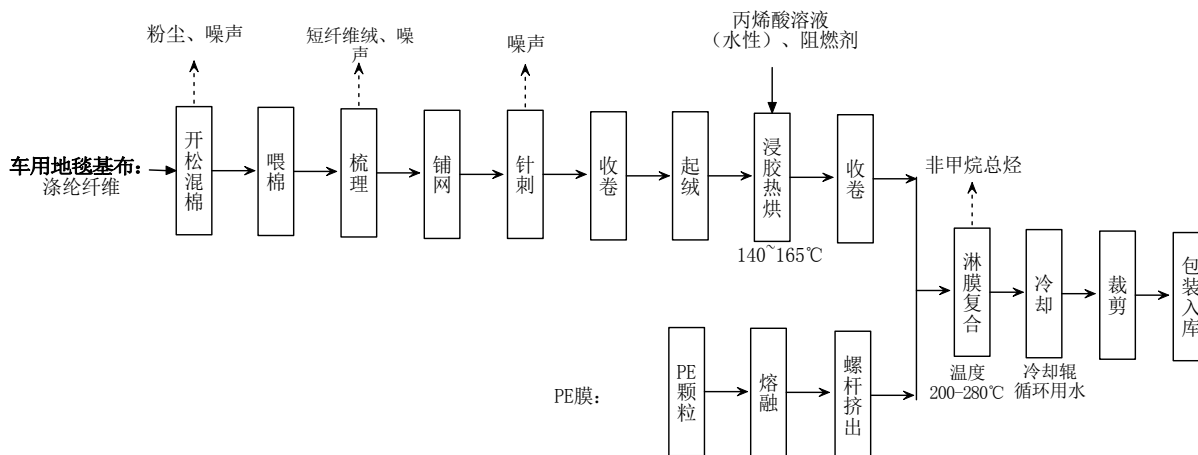 粉尘、噪声
短纤维绒、噪
声
噪声
丙烯酸溶液
（水性）、阻燃剂
车用地毯基布：
涤纶纤维
开松混棉
喂棉
梳理
铺网
针刺
收卷
起绒
浸胶热烘
收卷
140~165℃
非甲烷总烃
淋膜复合
冷却
裁剪
包装入库
温度
200-280℃
冷却辊
循环用水
PE膜：
PE颗粒
熔融
螺杆挤出